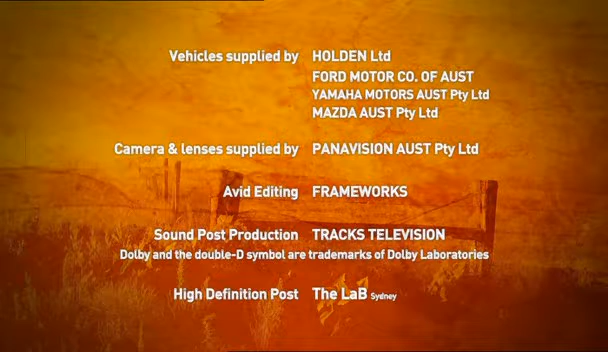 Vehicles supplied by HOLDEN Ltd
FORD MOTOR CO. OF AUST
YAMAHA MOTORS AUST Pty Ltd
MAZDA AUST Pty Ltd
Camera & lenses supplied by PANAVISION AUST Pty Ltd
Avid Editing FRAMEWORKS
Sound Post Production TRACKS TELEVISION
Dolby and the double-D symbol are trademarks of Dolby Laboratories
High Definition Post The LaB Sydney